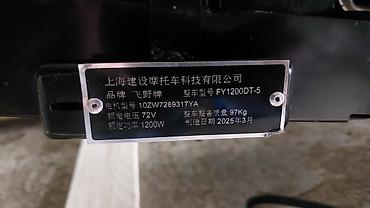 上海建设摩托车科技有限公司
品牌 飞野牌 整车型号 FY1200DT-5
电机型号 10ZW7269317YA
额定电压 72V 整车整备质量 97Kg
额定功率 1200W 制造日期 2025年3月